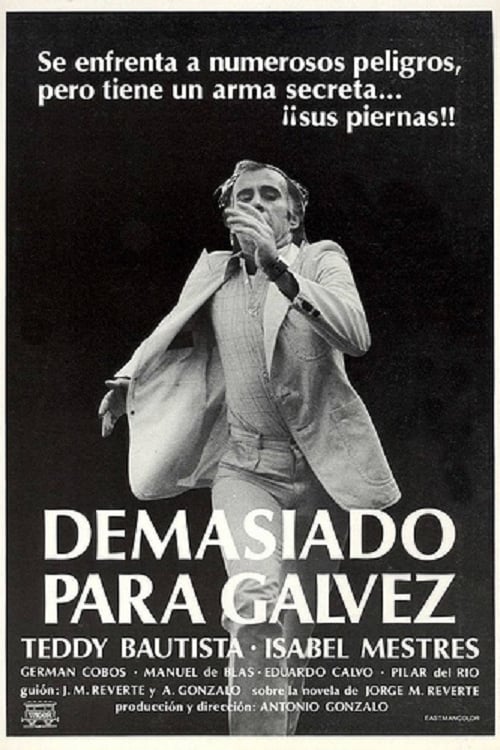 Se enfrenta a numerosos peligros,
pero tiene un arma secreta...
¡¡sus piernas!!
DEMASIADO
PARA GALVEZ
TEDDY BAUTISTA · ISABEL MESTRES
GERMAN COBOS · MANUEL de BLAS · EDUARDO CALVO · PILAR del RIO
guión: J. M. REVERTE y A. GONZALO sobre la novela de JORGE M. REVERTE
producción y dirección: ANTONIO GONZALO
EASTMANCOLOR